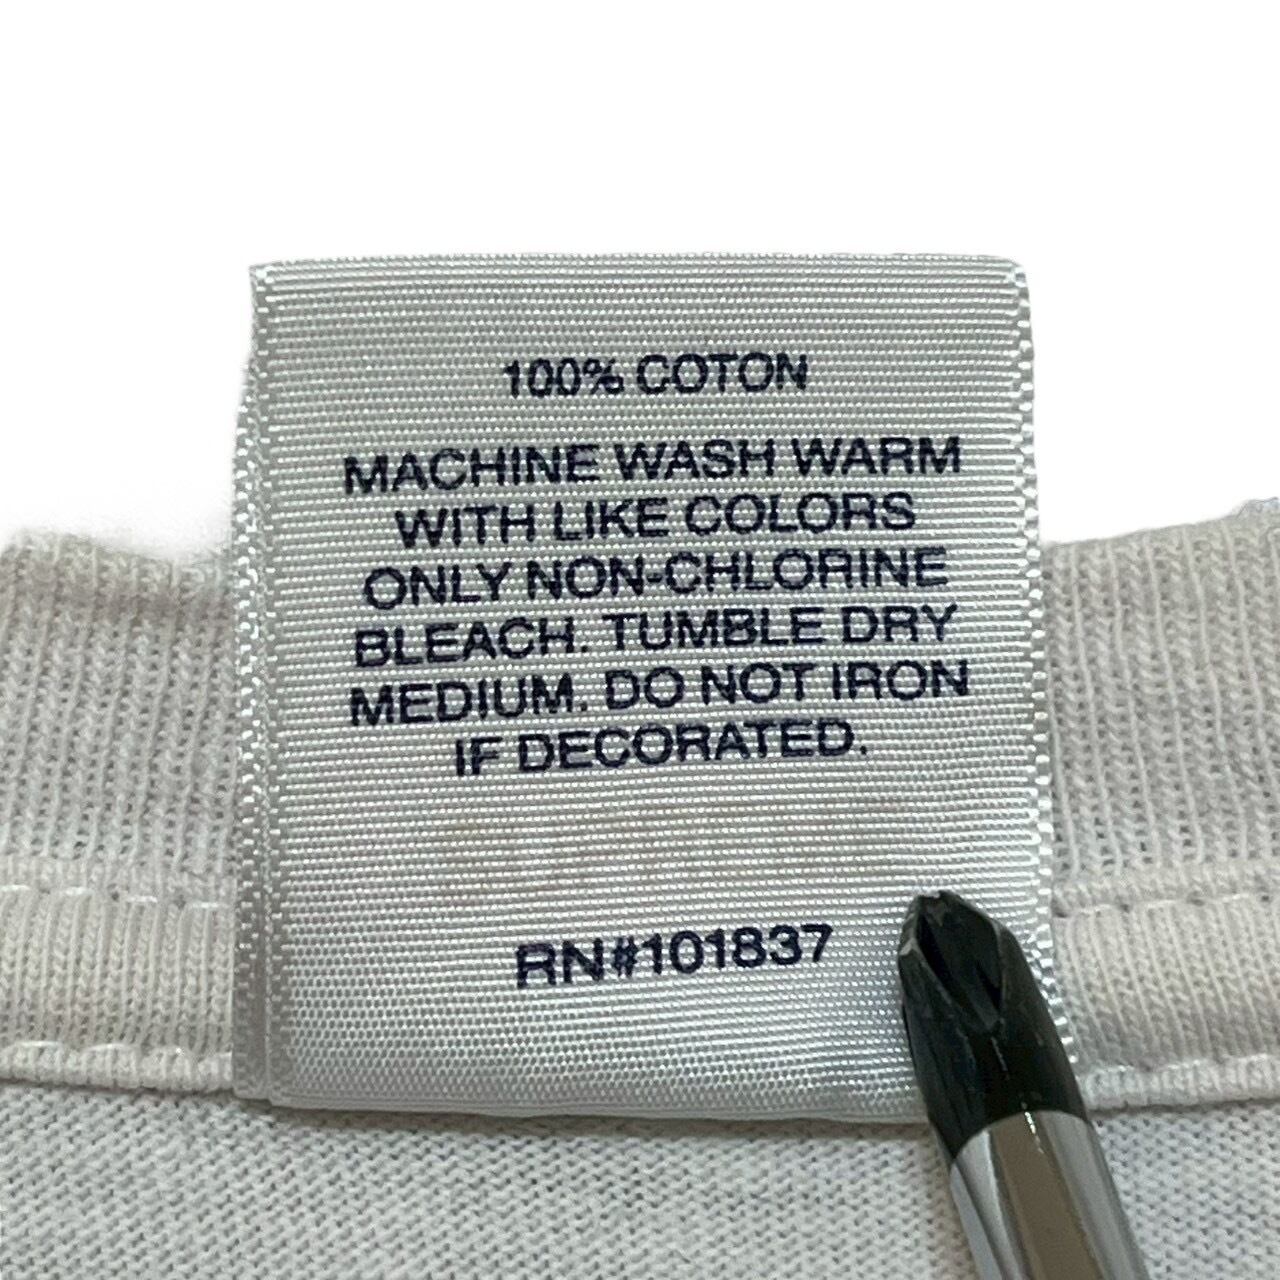 100% COTON
MACHINE WASH WARM
WITH LIKE COLORS
ONLY NON-CHLORINE
BLEACH. TUMBLE DRY
MEDIUM. DO NOT IRON
IF DECORATED.
RN#101837